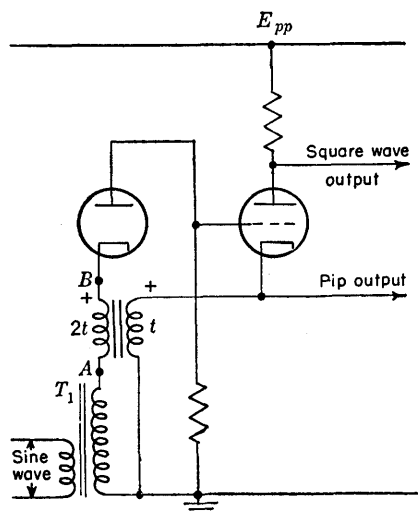 E_pp
Square wave
output
B
+
+
Pip output
2t
t
A
T_1
Sine
wave